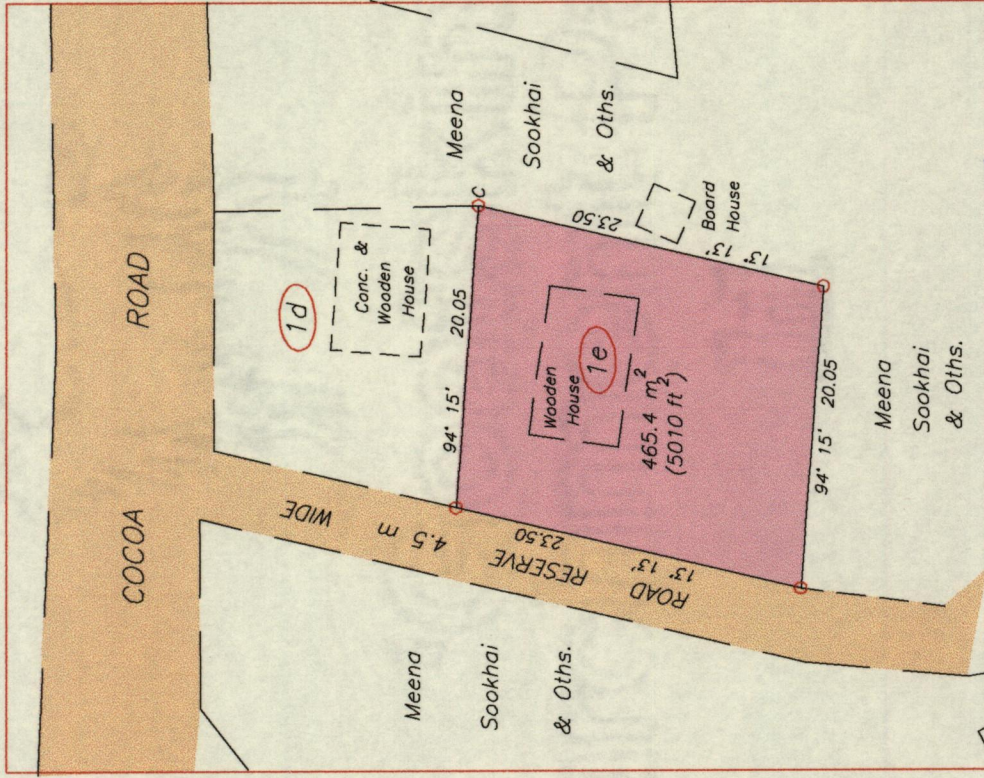 COCOA ROAD
1d
Conc. &
Wooden
House
Meena
Sookhai
& Oths.
C
94° 15' 20.05
23.50
13° 13'
Board
House
Wooden
House
1e
465.4 m²
(5010 ft²)
23.50
13° 13'
94° 15' 20.05
4.5 m WIDE
ROAD RESERVE
Meena
Sookhai
& Oths.
Meena
Sookhai
& Oths.